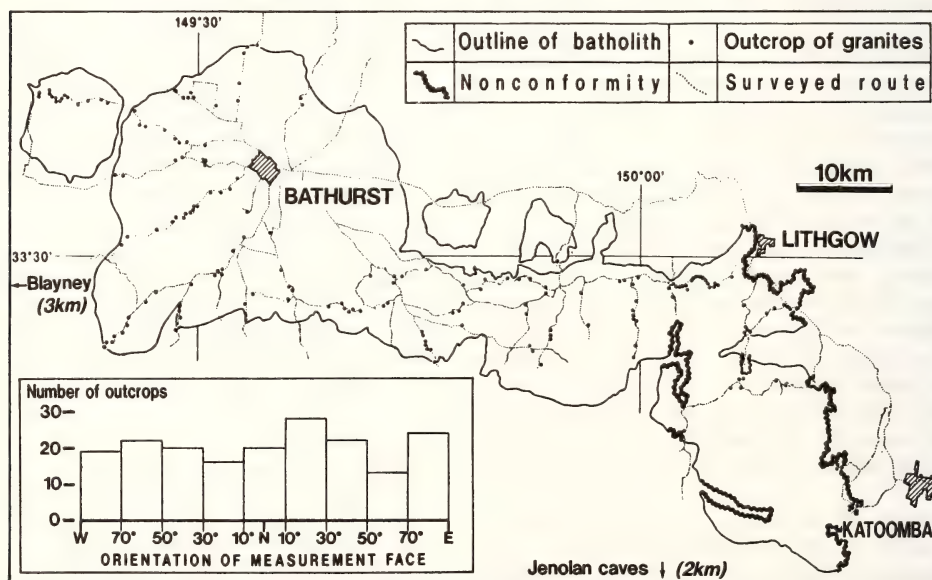 149°30'
Outline of batholith
Outcrop of granites
Nonconformity
Surveyed route
150°00'
10km
BATHURST
LITHGOW
33°30'
Blayney
(3km)
Number of outcrops
30
20
10
0
W 70° 50° 30° 10° N 10° 30° 50° 70° E
ORIENTATION OF MEASUREMENT FACE
KATOOMBA
Jenolan caves ↓ (2km)